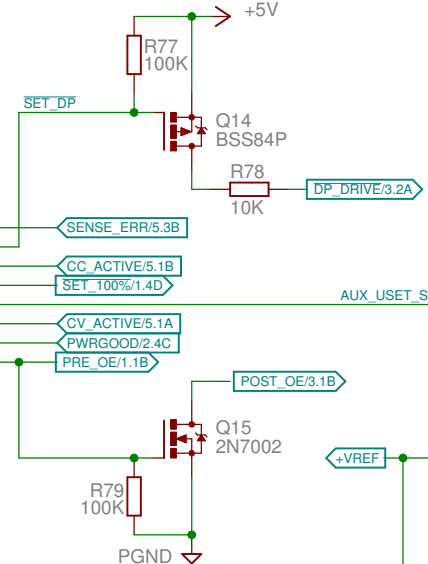 +5V
R77
100K
SET_DP
Q14
BSS84P
R78
10K
DP_DRIVE/3.2A
SENSE_ERR/5.3B
CC_ACTIVE/5.1B
SET_100%/1.4D
AUX_USET_S
CV_ACTIVE/5.1A
PWRGOOD/2.4C
PRE_OE/1.1B
POST_OE/3.1B
Q15
2N7002
+VREF
R79
100K
PGND